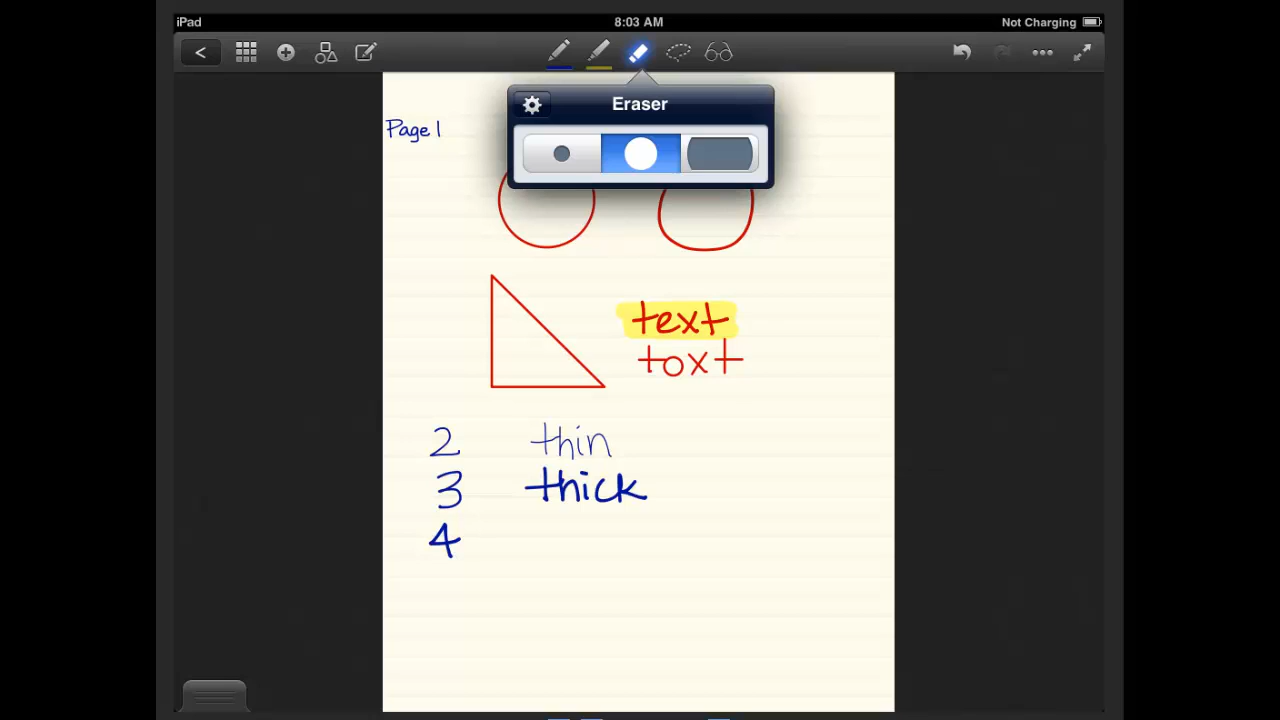 iPad 8:03 AM Not Charging
Eraser
Page 1
text
toxt
2 thin
3 thick
4